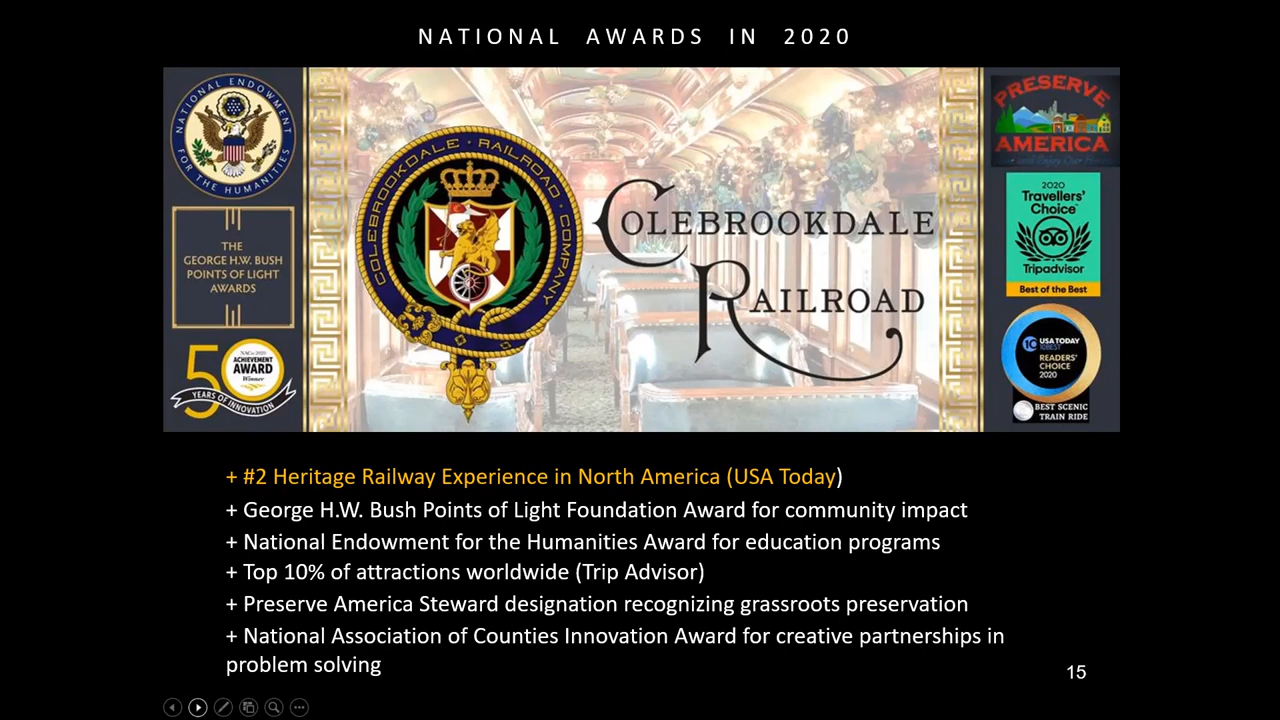 NATIONAL AWARDS IN 2020
NATIONAL ENDOWMENT
FOR THE HUMANITIES
THE
GEORGE H.W. BUSH
POINTS OF LIGHT
AWARDS
50
NACo 2020
ACHIEVEMENT
AWARD
Winner
YEARS OF INNOVATION
COLEBROOKDALE · RAILROAD · COMPANY
COLEBROOKDALE
RAILROAD
PRESERVE
AMERICA
2020
Travellers'
Choice
Tripadvisor
Best of the Best
10 USA TODAY
10BEST
READERS'
CHOICE
2020
BEST SCENIC
TRAIN RIDE
+ #2 Heritage Railway Experience in North America (USA Today)
+ George H.W. Bush Points of Light Foundation Award for community impact
+ National Endowment for the Humanities Award for education programs
+ Top 10% of attractions worldwide (Trip Advisor)
+ Preserve America Steward designation recognizing grassroots preservation
+ National Association of Counties Innovation Award for creative partnerships in
problem solving
15